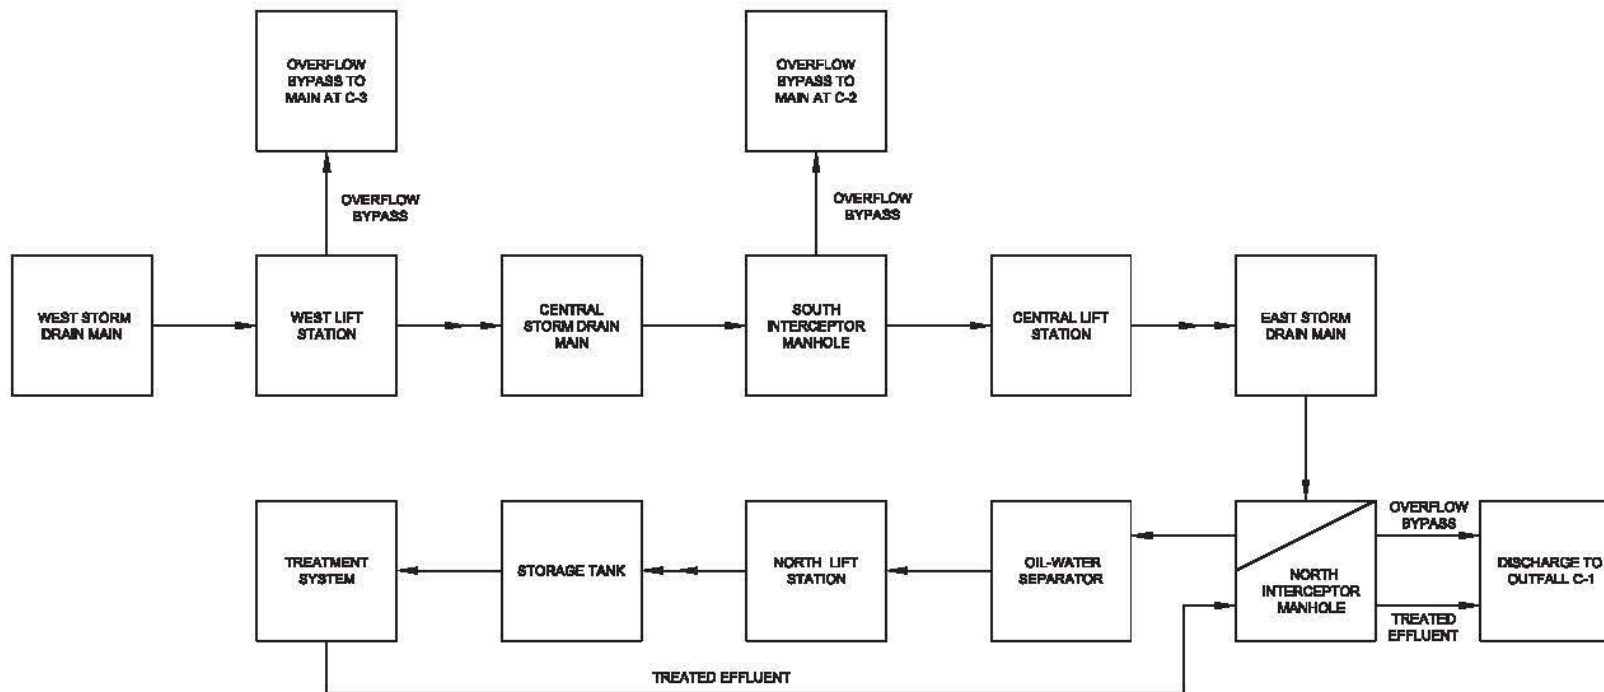 OVERFLOW
BYPASS TO
MAIN AT C-3
OVERFLOW
BYPASS TO
MAIN AT C-2
OVERFLOW
BYPASS
OVERFLOW
BYPASS
WEST STORM
DRAIN MAIN
WEST LIFT
STATION
CENTRAL
STORM DRAIN
MAIN
SOUTH
INTERCEPTOR
MANHOLE
CENTRAL LIFT
STATION
EAST STORM
DRAIN MAIN
TREATMENT
SYSTEM
STORAGE TANK
NORTH LIFT
STATION
OIL-WATER
SEPARATOR
NORTH
INTERCEPTOR
MANHOLE
OVERFLOW
BYPASS
DISCHARGE TO
OUTFALL C-1
TREATED
EFFLUENT
TREATED EFFLUENT